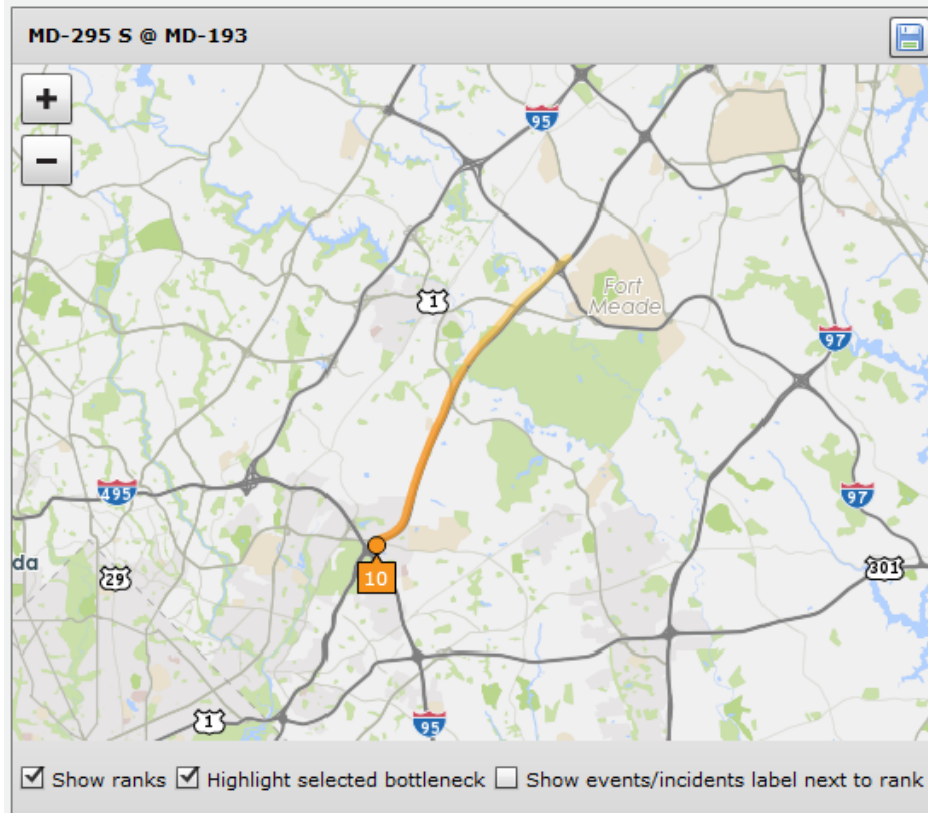 MD-295 S @ MD-193
+
95
−
Fort
Meade
1
97
495
97
da
29
10
301
1
95
Show ranks Highlight selected bottleneck Show events/incidents label next to rank